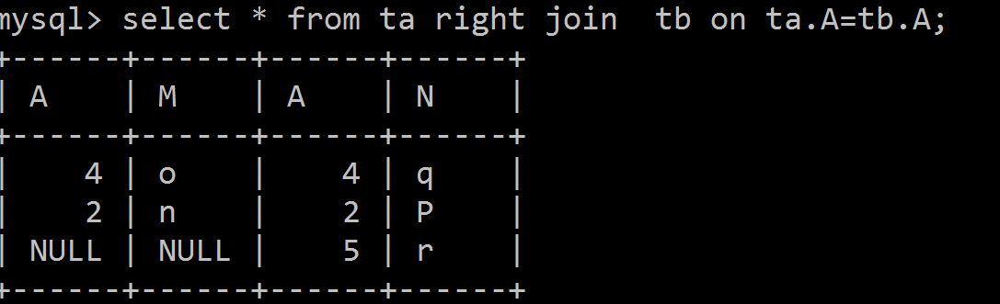 mysql> select * from ta right join  tb on ta.A=tb.A;
+------+------+------+------+
| A    | M    | A    | N    |
+------+------+------+------+
|    4 | o    |    4 | q    |
|    2 | n    |    2 | P    |
| NULL | NULL |    5 | r    |
+------+------+------+------+